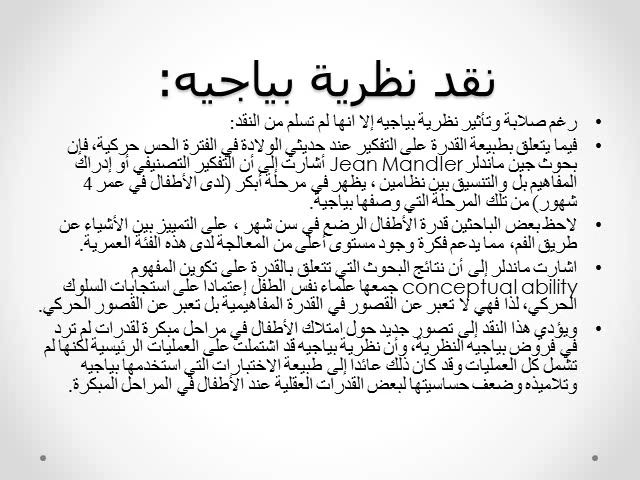 نقد نظرية بياجيه:
• رغم صلابة وتأثير نظرية بياجيه إلا انها لم تسلم من النقد:
• فيما يتعلق بطبيعة القدرة على التفكير عند حديثي الولادة في الفترة الحس حركية، فإن
بحوث جين ماندلر Jean Mandler أشارت إلى أن التفكير التصنيفي أو إدراك
المفاهيم بل والتنسيق بين نظامين ، يظهر في مرحلة أبكر (لدى الأطفال في عمر 4
شهور) من تلك المرحلة التي وصفها بياجية.
• لاحظ بعض الباحثين قدرة الأطفال الرضع في سن شهر ، على التمييز بين الأشياء عن
طريق الفم، مما يدعم فكرة وجود مستوى أعلى من المعالجة لدى هذه الفئة العمرية.
• اشارت ماندلر إلى أن نتائج البحوث التي تتعلق بالقدرة على تكوين المفهوم
conceptual ability جمعها علماء نفس الطفل إعتمادا على استجابات السلوك
الحركي، لذا فهي لا تعبر عن القصور في القدرة المفاهيمية بل تعبر عن القصور الحركي.
• ويؤدي هذا النقد إلى تصور جديد حول امتلاك الأطفال في مراحل مبكرة لقدرات لم ترد
في فروض بياجيه النظرية، وأن نظرية بياجيه قد اشتملت على العمليات الرئيسية لكنها لم
تشمل كل العمليات وقد كان ذلك عائدا إلى طبيعة الاختبارات التي استخدمها بياجيه
وتلاميذه وضعف حساسيتها لبعض القدرات العقلية عند الأطفال في المراحل المبكرة.